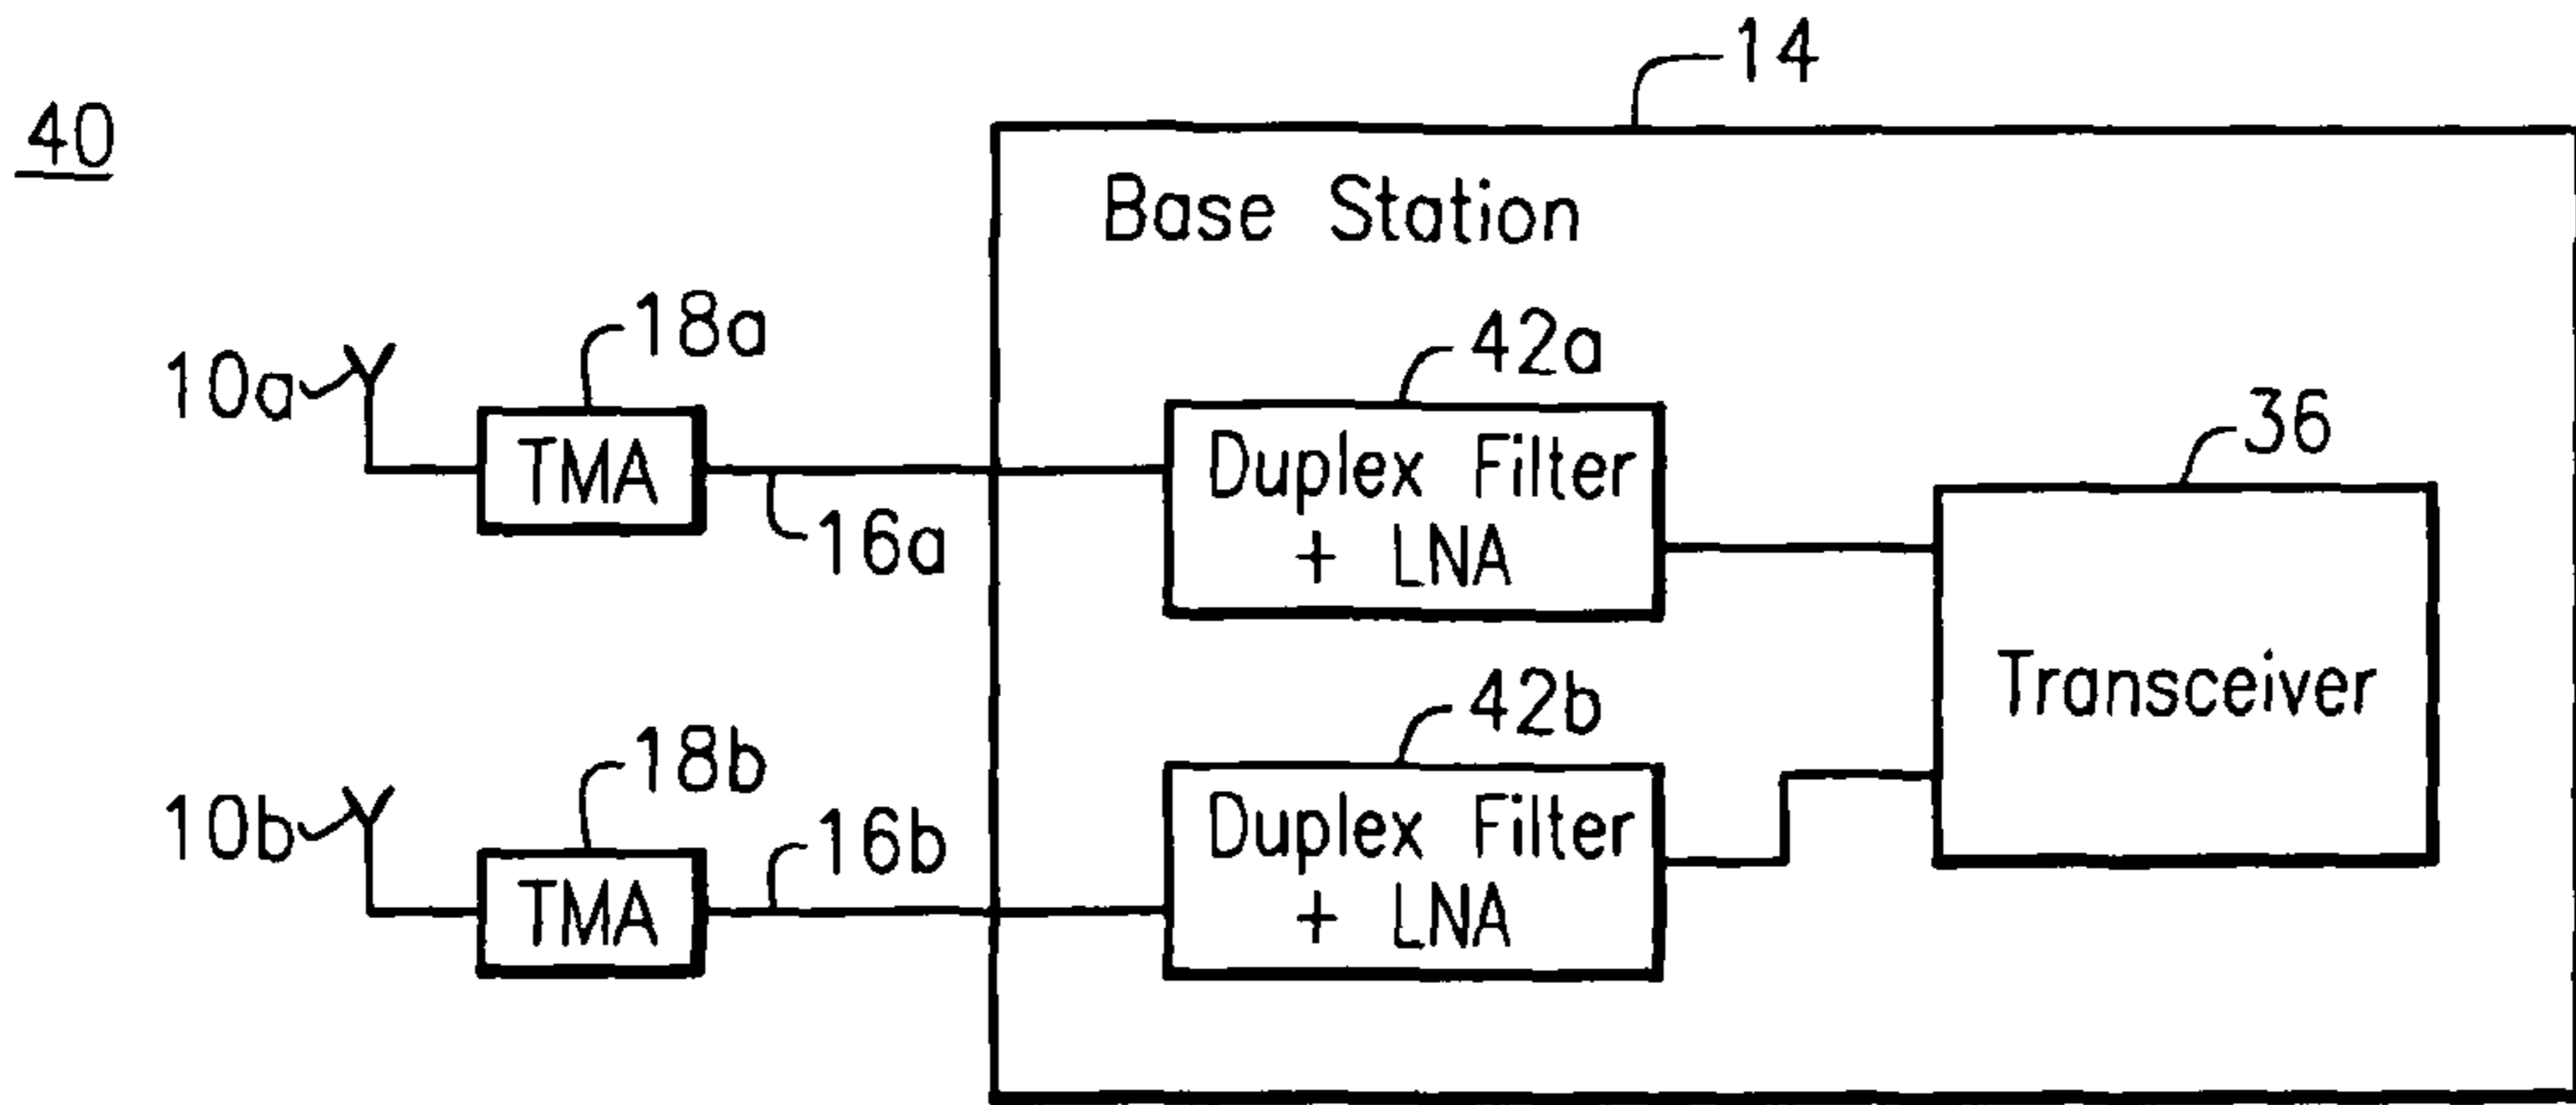 14
40
Base Station
18a
42a
10a
36
TMA
Duplex Filter
+ LNA
16a
Transceiver
42b
18b
10b
16b
Duplex Filter
+ LNA
TMA